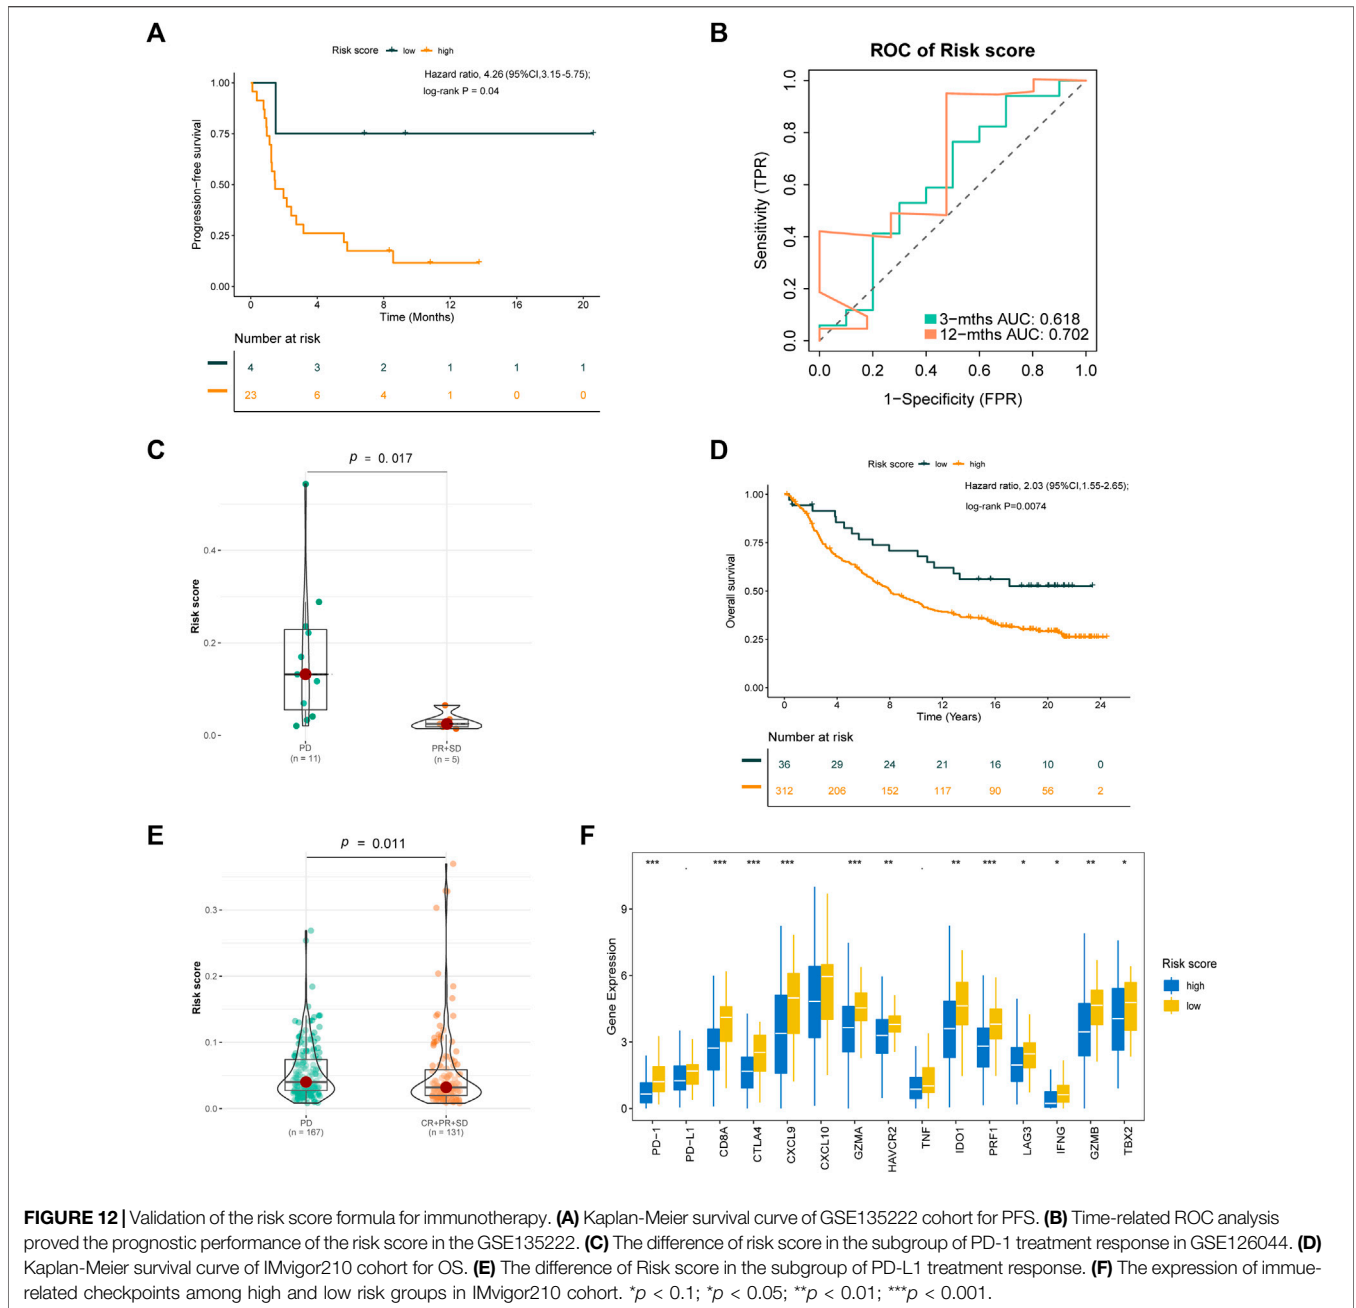 A
Risk score low high
Hazard ratio, 4.26 (95%CI,3.15-5.75);
log-rank P = 0.04
Progression-free survival
1.00
0.75
0.50
0.25
0.00
0 4 8 12 16 20
Time (Months)
Number at risk
4 3 2 1 1 1
23 6 4 1 0 0
B
ROC of Risk score
Sensitivity (TPR)
1.0
0.8
0.6
0.4
0.2
0.0
3-mths AUC: 0.618
12-mths AUC: 0.702
0.0 0.2 0.4 0.6 0.8 1.0
1-Specificity (FPR)
C
p = 0.017
Risk score
0.4
0.2
0.0
PD PR+SD
(n = 11) (n = 5)
D
Risk score low high
Hazard ratio, 2.03 (95%CI,1.55-2.65);
log-rank P=0.0074
Overall survival
1.00
0.75
0.50
0.25
0.00
0 4 8 12 16 20 24
Time (Years)
Number at risk
36 29 24 21 16 10 0
312 206 152 117 90 56 2
E
p = 0.011
Risk score
0.3
0.2
0.1
0.0
PD CR+PR+SD
(n = 167) (n = 131)
F
*** . *** *** *** *** ** . ** *** * * ** *
Gene Expression
9
6
3
0
PD-1 PD-L1 CD8A CTLA4 CXCL9 CXCL10 GZMA HAVCR2 TNF IDO1 PRF1 LAG3 IFNG GZMB TBX2
Risk score
high
low
FIGURE 12 | Validation of the risk score formula for immunotherapy. (A) Kaplan-Meier survival curve of GSE135222 cohort for PFS. (B) Time-related ROC analysis
proved the prognostic performance of the risk score in the GSE135222. (C) The difference of risk score in the subgroup of PD-1 treatment response in GSE126044. (D)
Kaplan-Meier survival curve of IMvigor210 cohort for OS. (E) The difference of Risk score in the subgroup of PD-L1 treatment response. (F) The expression of immue-
related checkpoints among high and low risk groups in IMvigor210 cohort. *p < 0.1; *p < 0.05; **p < 0.01; ***p < 0.001.